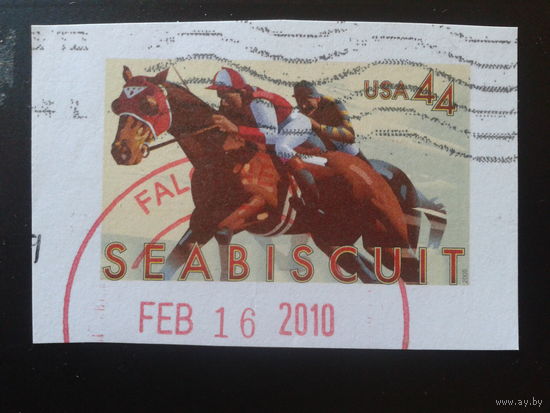 USA 44
FAL
SEABISCUIT
2009
FEB 16 2010
www.ay.by